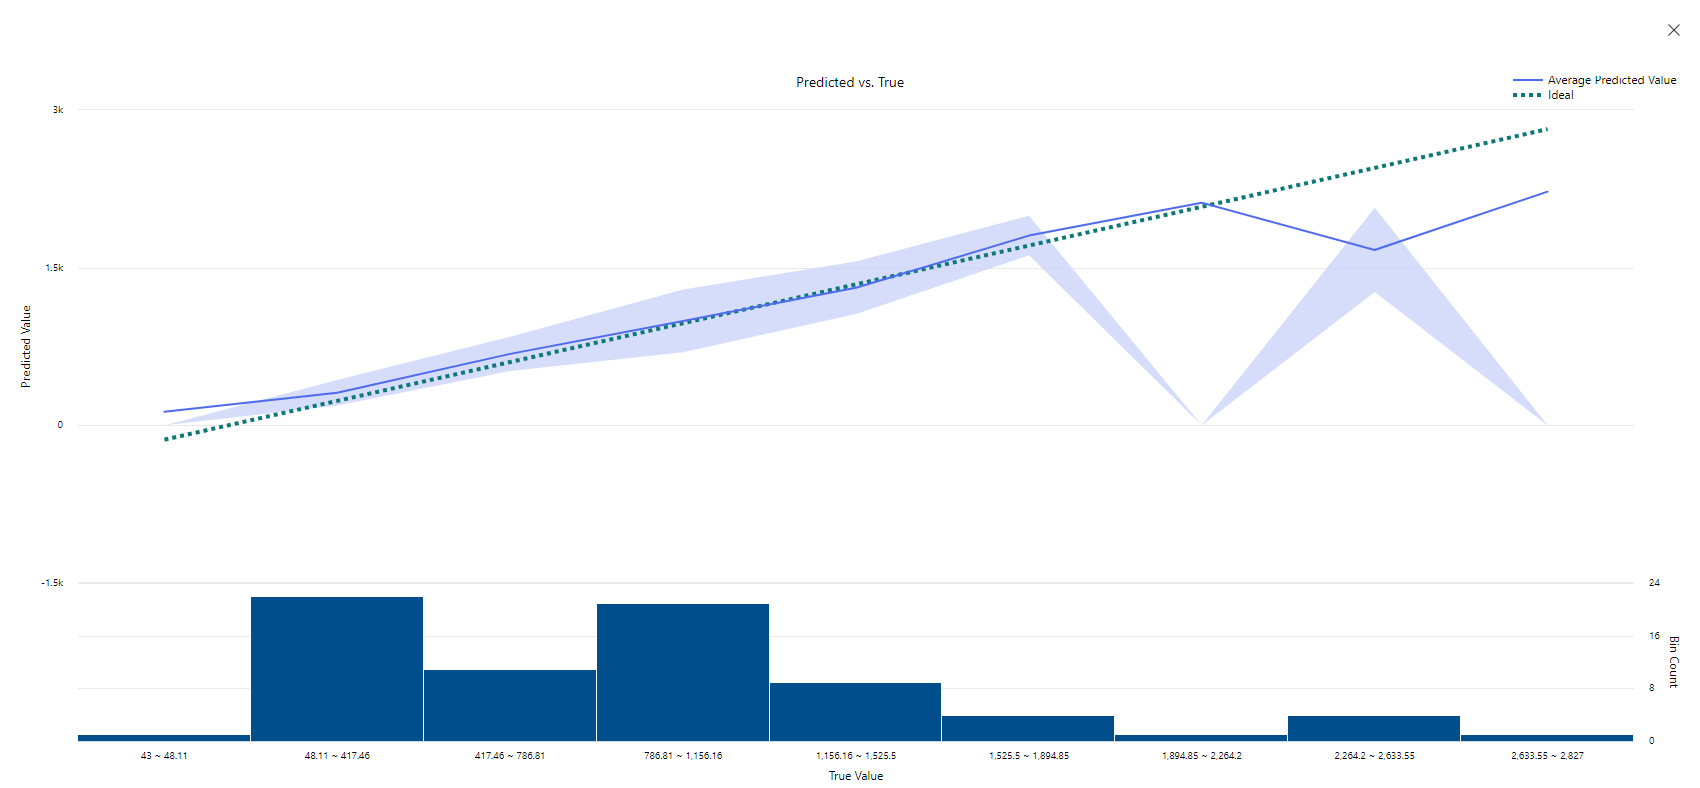 Predicted vs. True
Average Predicted Value
Ideal
3k
1.5k
0
-1.5k
Predicted Value
24
16
8
0
Bin Count
43 ~ 48.11
48.11 ~ 417.46
417.46 ~ 786.81
786.81 ~ 1,156.16
1,156.16 ~ 1,525.5
1,525.5 ~ 1,894.85
1,894.85 ~ 2,264.2
2,264.2 ~ 2,633.55
2,633.55 ~ 2,827
True Value